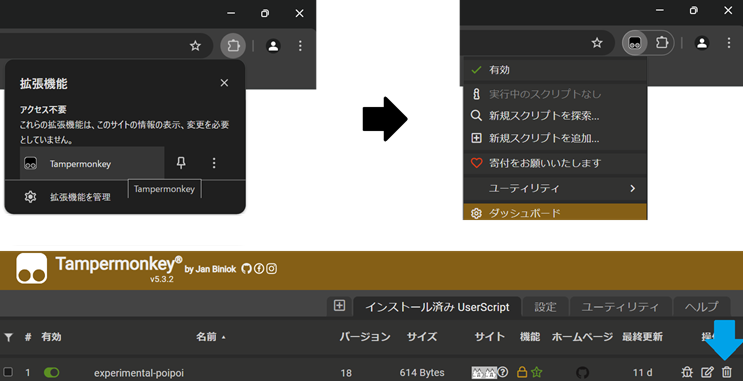 拡張機能
アクセス不要
これらの拡張機能は、このサイトの情報の表示、変更を必要
としていません。
Tampermonkey
Tampermonkey
拡張機能を管理
有効
実行中のスクリプトなし
新規スクリプトを探索...
新規スクリプトを追加...
寄付をお願いいたします
ユーティリティ
ダッシュボード
Tampermonkey® by Jan Biniok
v5.3.2
インストール済み UserScript 設定 ユーティリティ ヘルプ
# 有効 名前 バージョン サイズ サイト 機能 ホームページ 最終更新 操
1 experimental-poipoi 18 614 Bytes 11 d